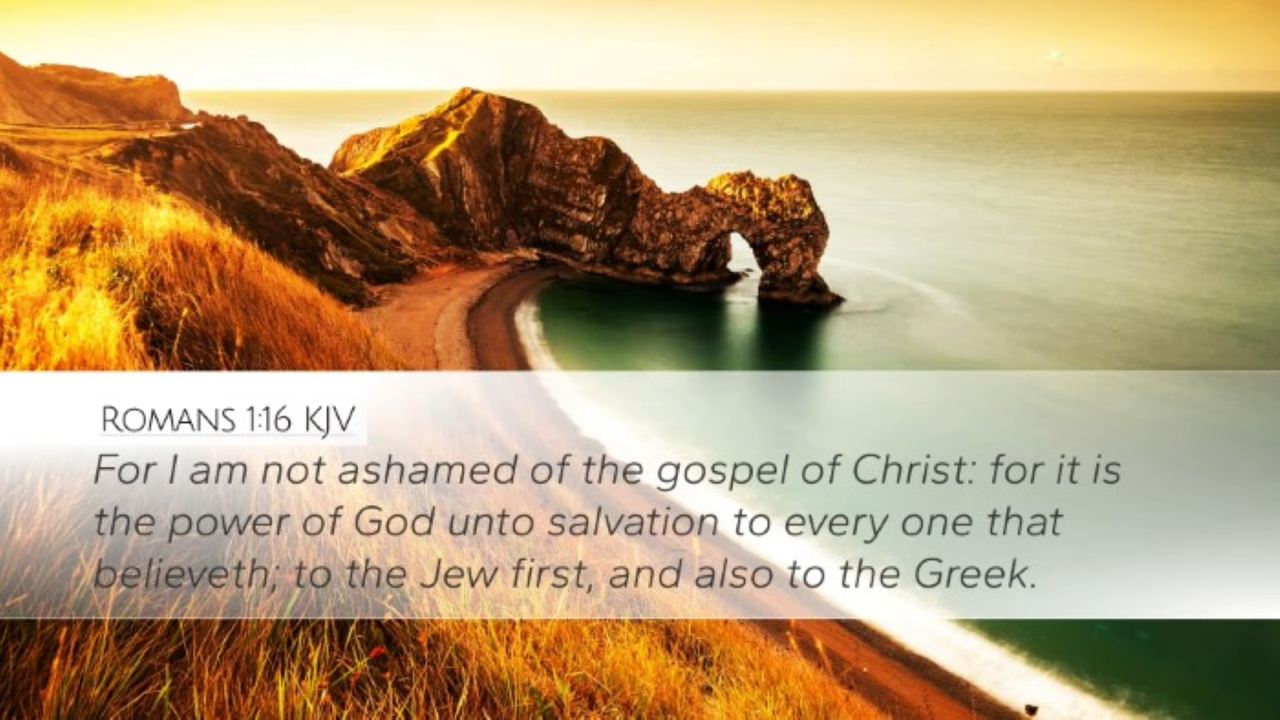 Romans 1:16 KJV
For I am not ashamed of the gospel of Christ: for it is
the power of God unto salvation to every one that
believeth; to the Jew first, and also to the Greek.